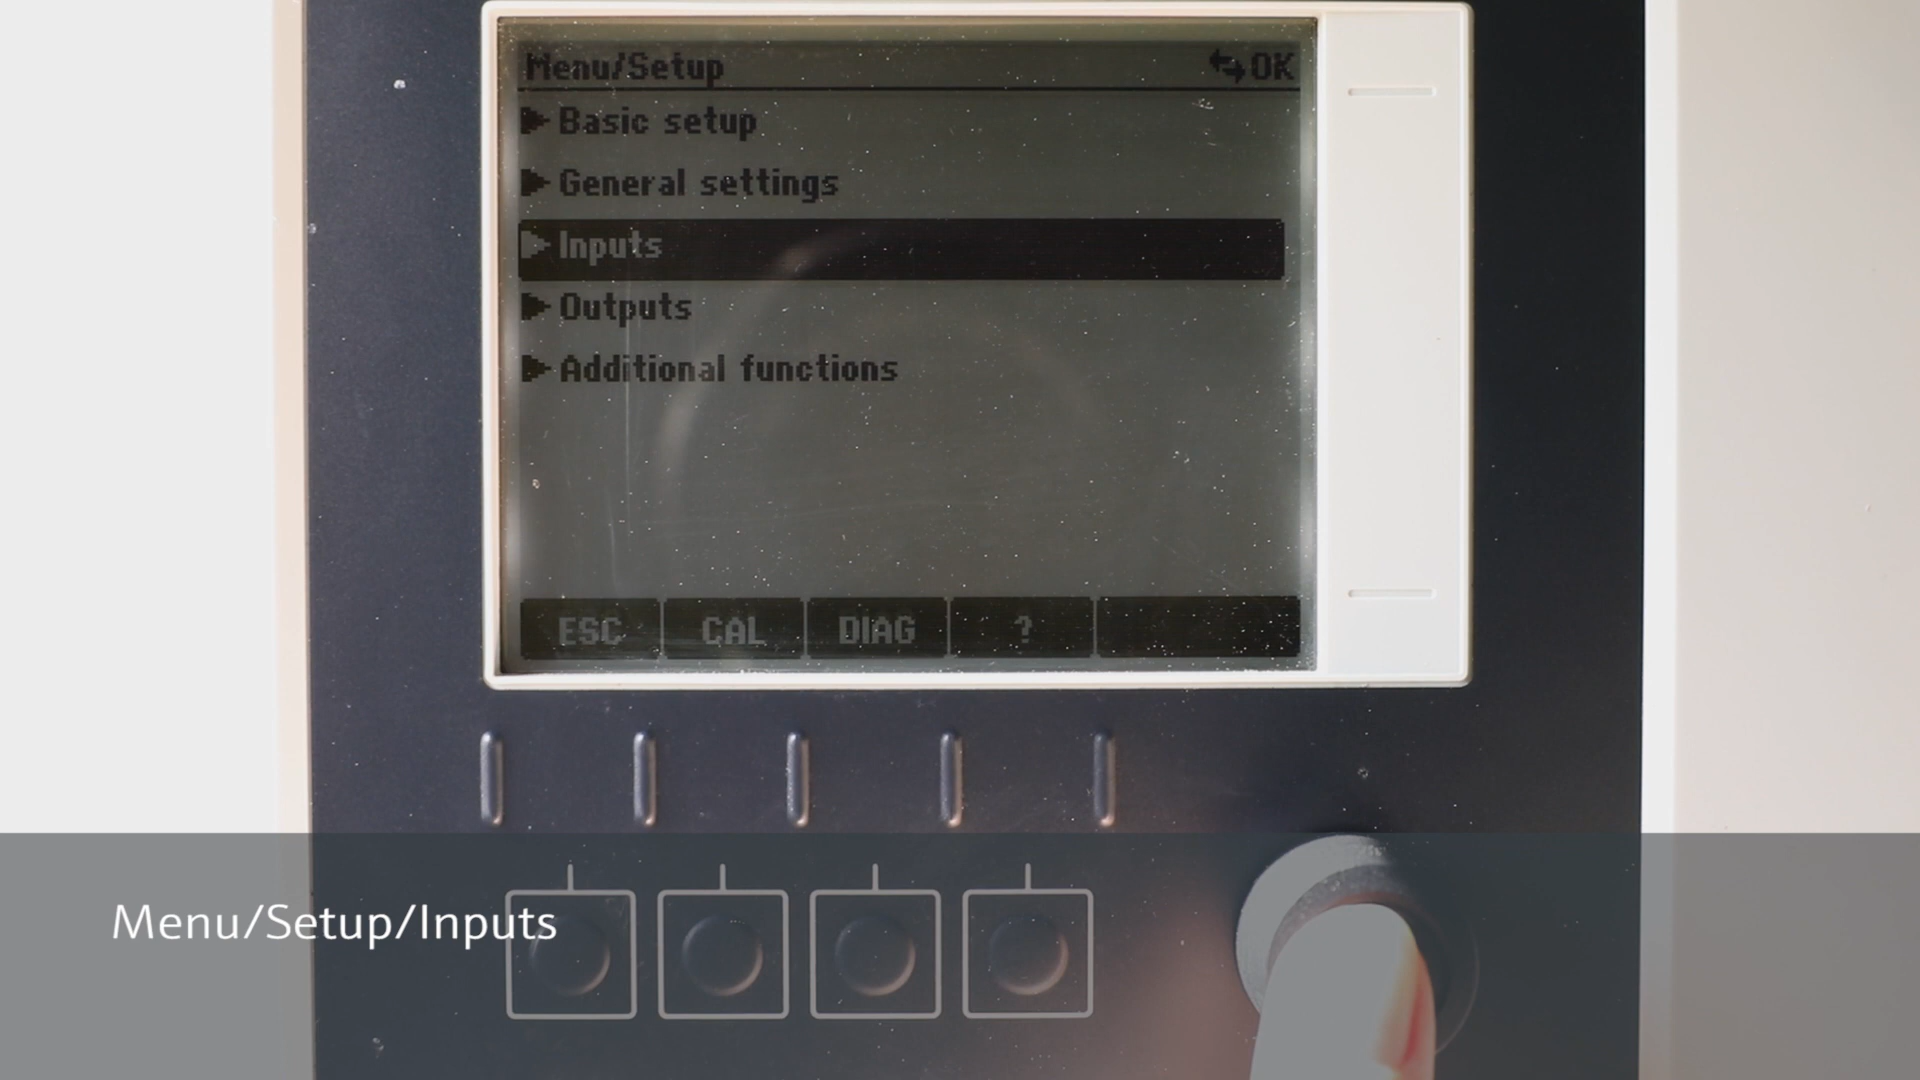 Menu/Setup OK
Basic setup
General settings
Inputs
Outputs
Additional functions
ESC CAL DIAG ?
Menu/Setup/Inputs